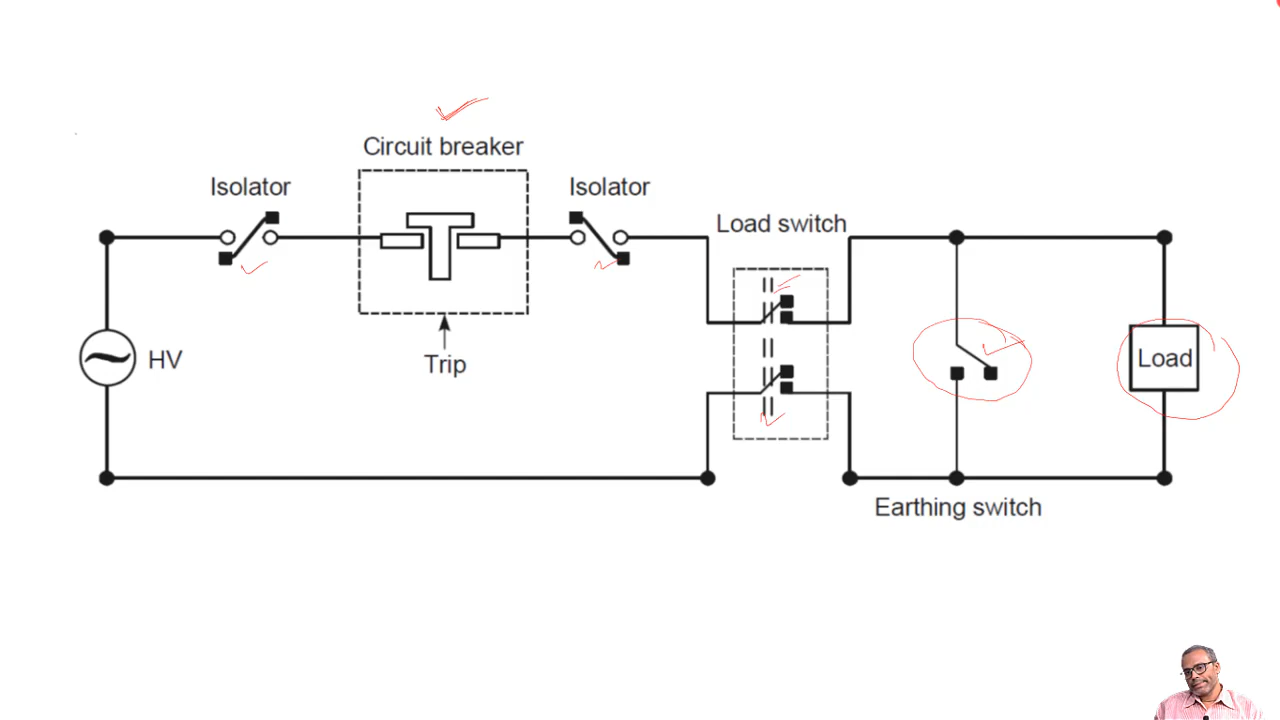 Circuit breaker
Isolator
Isolator
Load switch
HV
Trip
Load
Earthing switch